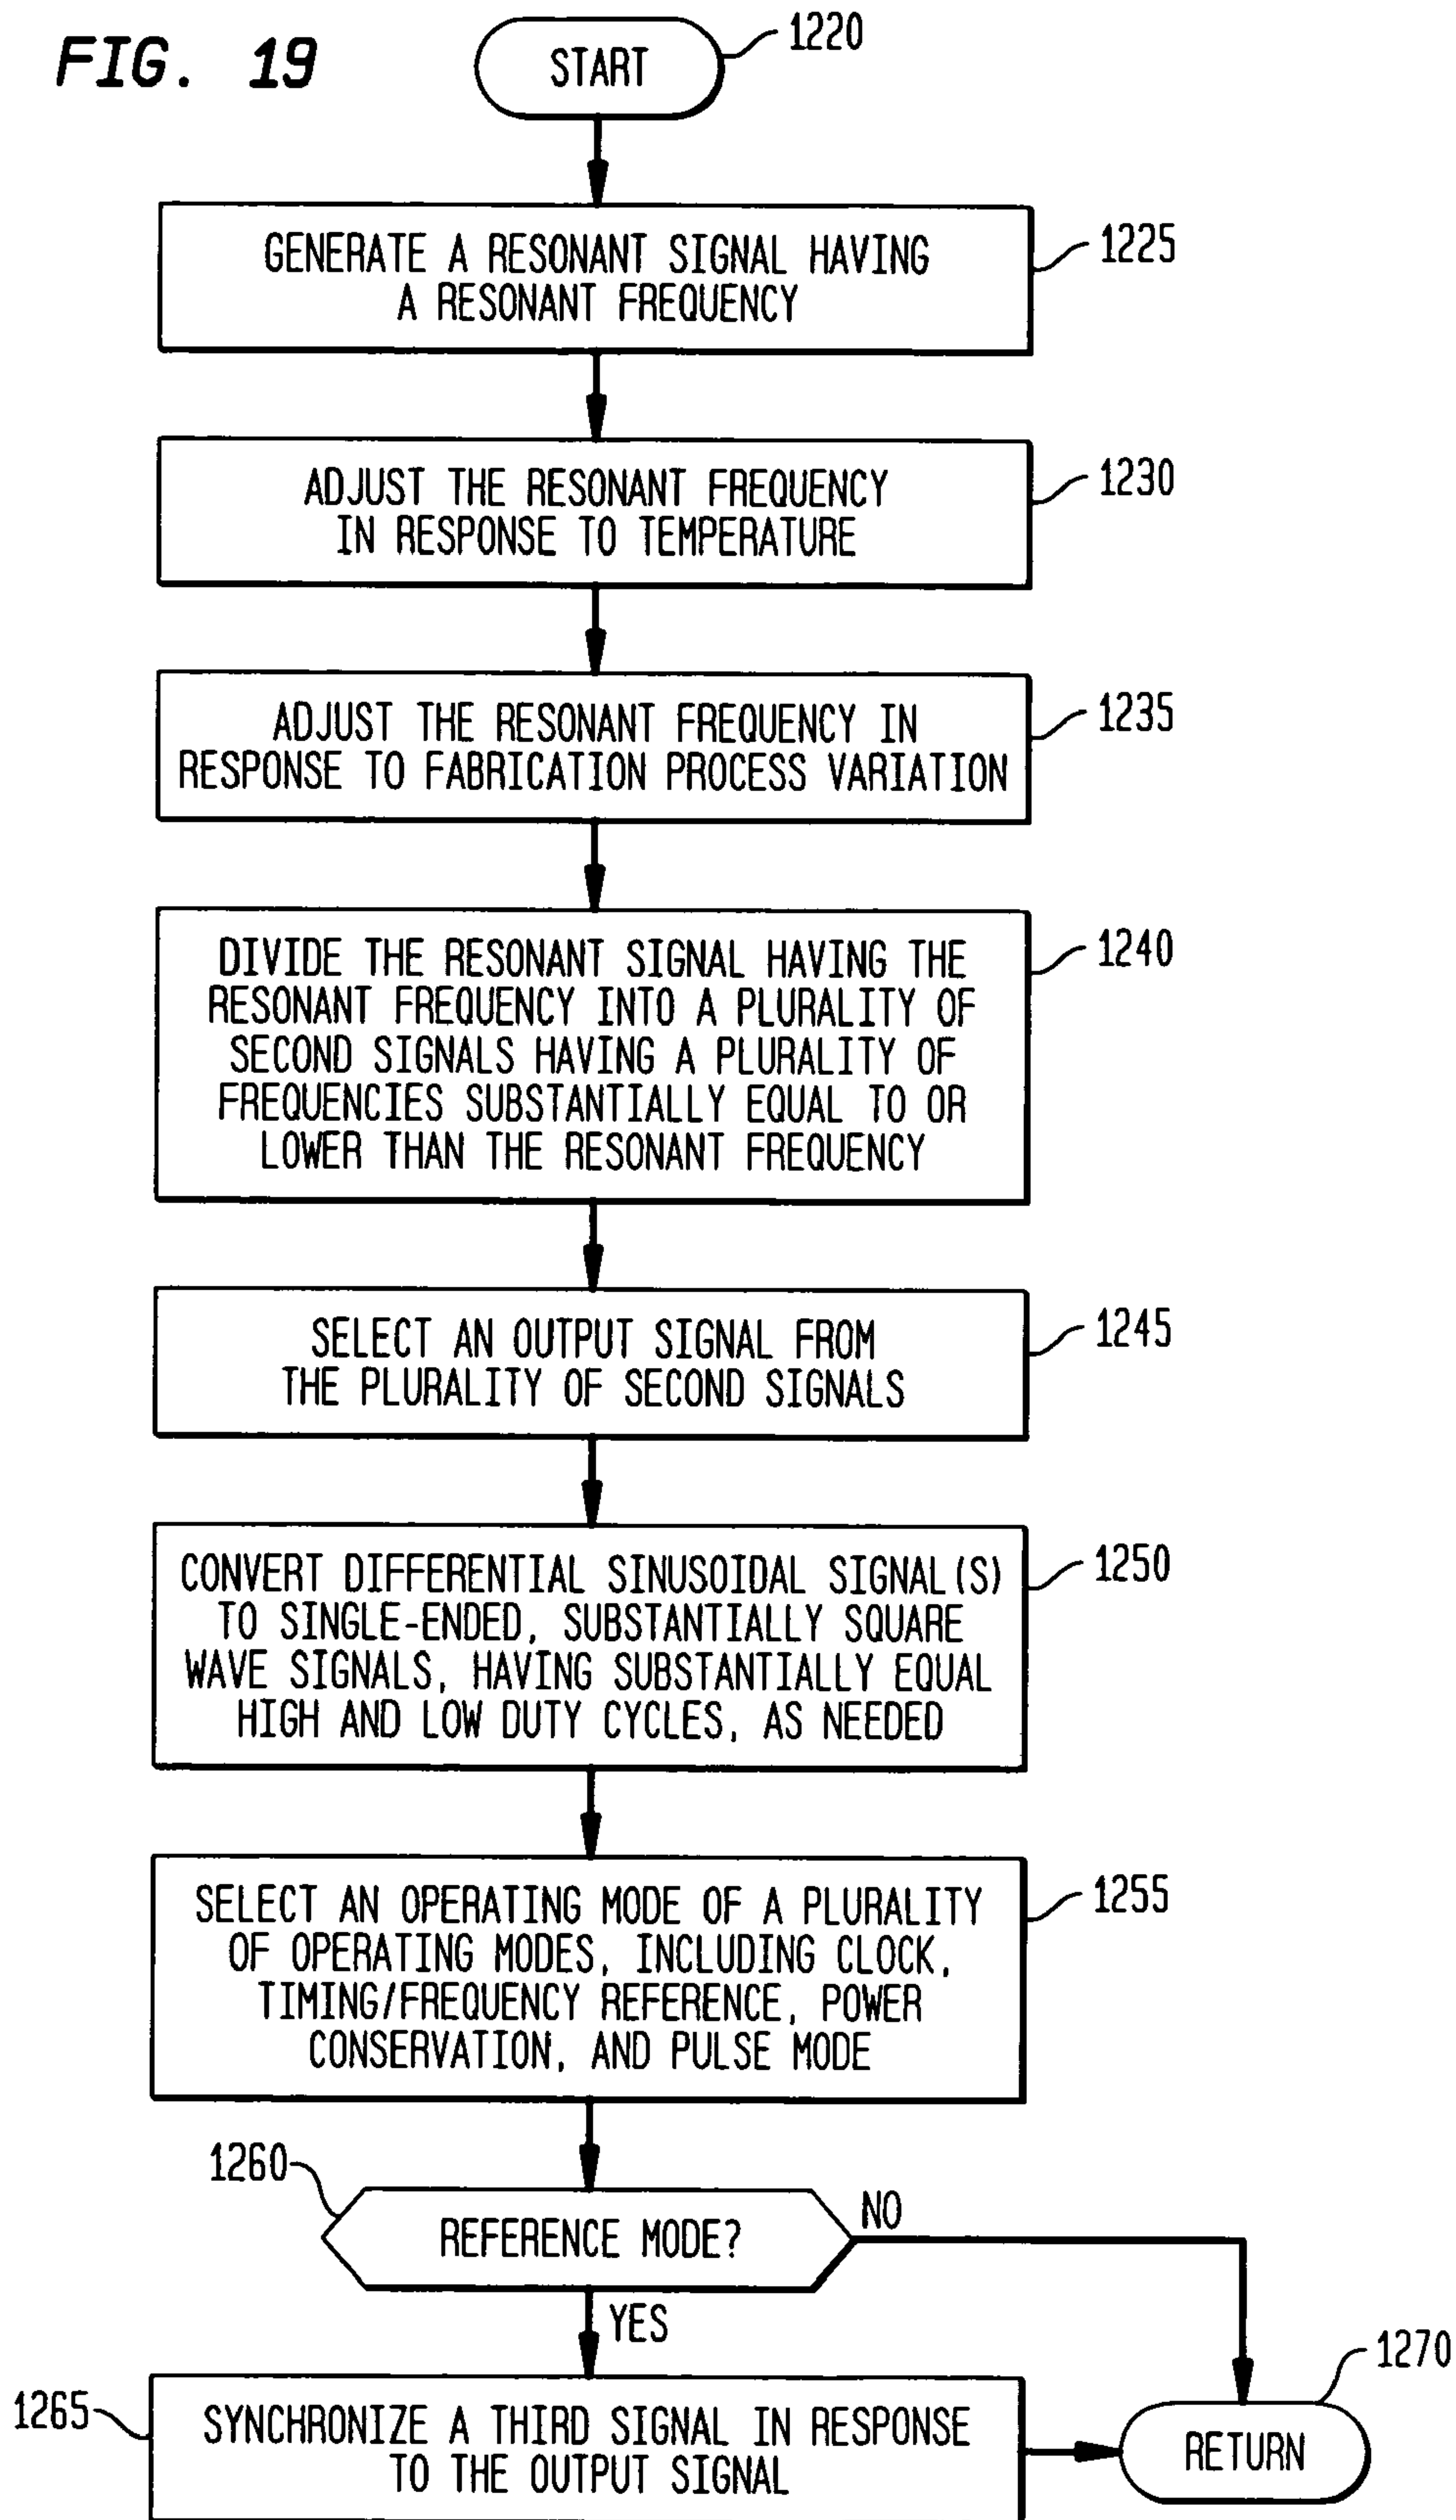 FIG. 19
START
1220
GENERATE A RESONANT SIGNAL HAVING
A RESONANT FREQUENCY
1225
ADJUST THE RESONANT FREQUENCY
IN RESPONSE TO TEMPERATURE
1230
ADJUST THE RESONANT FREQUENCY IN
RESPONSE TO FABRICATION PROCESS VARIATION
1235
DIVIDE THE RESONANT SIGNAL HAVING THE
RESONANT FREQUENCY INTO A PLURALITY OF
SECOND SIGNALS HAVING A PLURALITY OF
FREQUENCIES SUBSTANTIALLY EQUAL TO OR
LOWER THAN THE RESONANT FREQUENCY
1240
SELECT AN OUTPUT SIGNAL FROM
THE PLURALITY OF SECOND SIGNALS
1245
CONVERT DIFFERENTIAL SINUSOIDAL SIGNAL(S)
TO SINGLE-ENDED, SUBSTANTIALLY SQUARE
WAVE SIGNALS, HAVING SUBSTANTIALLY EQUAL
HIGH AND LOW DUTY CYCLES, AS NEEDED
1250
SELECT AN OPERATING MODE OF A PLURALITY
OF OPERATING MODES, INCLUDING CLOCK,
TIMING/FREQUENCY REFERENCE, POWER
CONSERVATION, AND PULSE MODE
1255
1260
REFERENCE MODE?
NO
YES
1265
SYNCHRONIZE A THIRD SIGNAL IN RESPONSE
TO THE OUTPUT SIGNAL
1270
RETURN